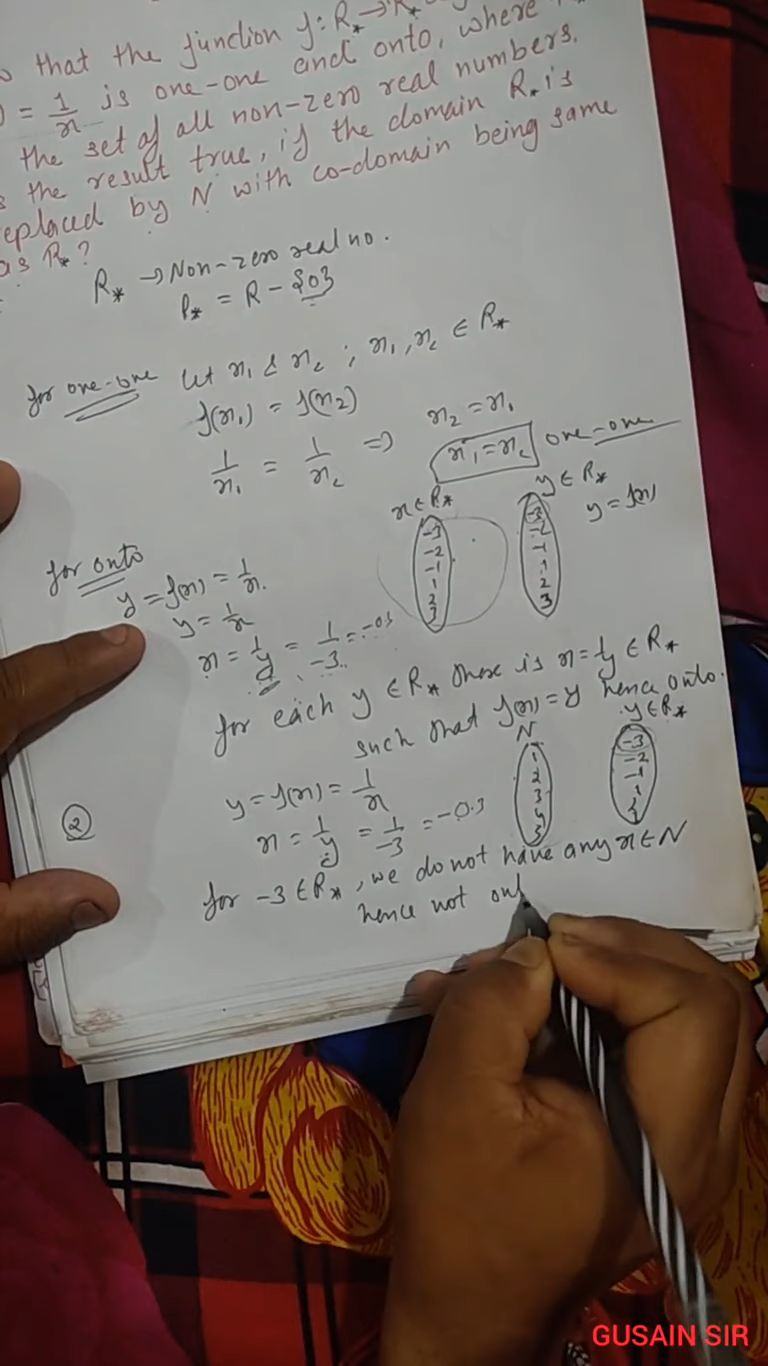 that the function f: R* → R*
= 1/x is one-one and onto, where
the set of all non-zero real numbers.
the result true, if the domain R* is
replaced by N with co-domain being same
as R*?
R* → Non-zero real no.
R* = R - {0}
for one-one let x₁ & x₂ ; x₁, x₂ ∈ R*
f(x₁) = f(x₂)
1/x₁ = 1/x₂ => x₂ = x₁
x₁ = x₂ one-one
x ∈ R*
-3
-2
-1
1
2
3
y ∈ R*
-3
-2
-1
1
2
3
y = f(x)
for onto
y = f(x) = 1/x.
y = 1/x
x = 1/y = 1/-3 = -0.3
for each y ∈ R* there is x = 1/y ∈ R*
such that f(x) = y hence onto.
②
y = f(x) = 1/x
x = 1/y = 1/-3 = -0.3
N
1
2
3
4
5
y ∈ R*
-3
-2
-1
1
2
for -3 ∈ R*, we do not have any x ∈ N
hence not
GUSAIN SIR